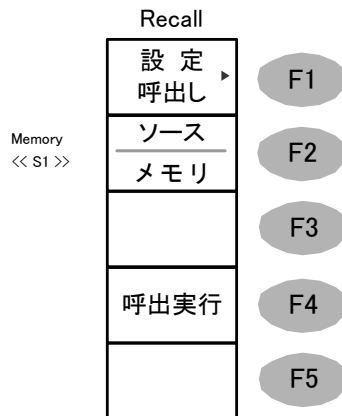 Recall
設 定
呼出し
F1
Memory
<< S1 >>
ソース
メモリ
F2
F3
呼出実行
F4
F5